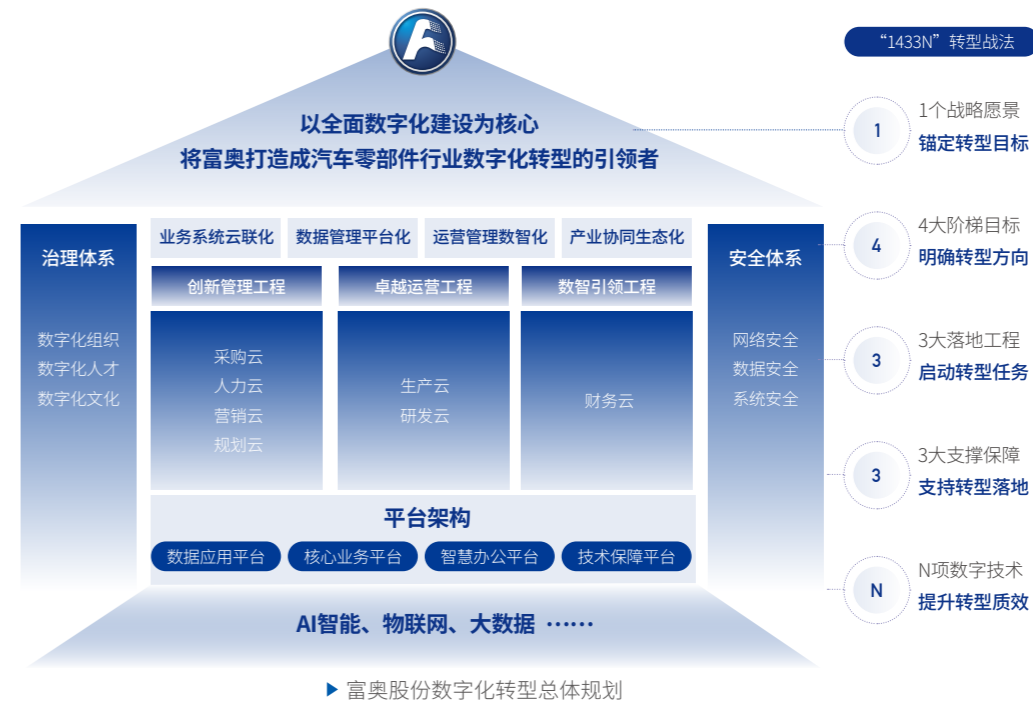 “1433N”转型战法
以全面数字化建设为核心
将富奥打造成汽车零部件行业数字化转型的引领者
治理体系
数字化组织
数字化人才
数字化文化
业务系统云联化
数据管理平台化
运营管理数智化
产业协同生态化
创新管理工程
卓越运营工程
数智引领工程
采购云
人力云
营销云
规划云
生产云
研发云
财务云
平台架构
数据应用平台
核心业务平台
智慧办公平台
技术保障平台
安全体系
网络安全
数据安全
系统安全
AI智能、物联网、大数据 ……
1
1个战略愿景
锚定转型目标
4
4大阶梯目标
明确转型方向
3
3大落地工程
启动转型任务
3
3大支撑保障
支持转型落地
N
N项数字技术
提升转型质效
▶ 富奥股份数字化转型总体规划